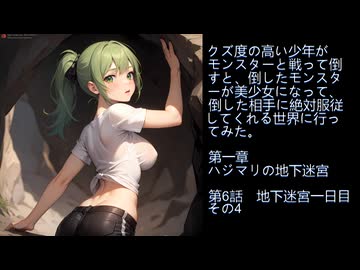 クズ度の高い少年が
モンスターと戦って倒
すと、倒したモンスタ
ーが美少女になって、
倒した相手に絶対服従
してくれる世界に行っ
てみた。
第一章
ハジマリの地下迷宮
第6話　地下迷宮一日目
その4